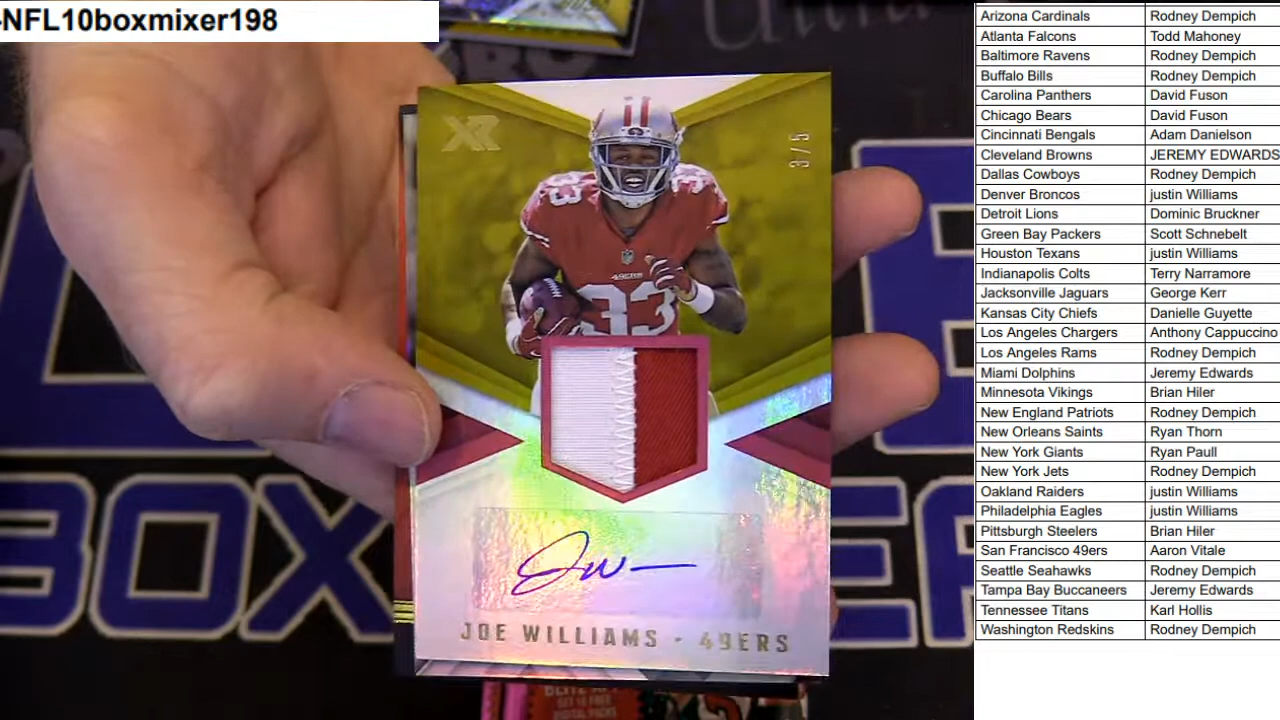 -NFL10boxmixer198
XR
3/5
33
33
49ERS
33
JOE WILLIAMS · 49ERS
BOX
Arizona Cardinals Rodney Dempich
Atlanta Falcons Todd Mahoney
Baltimore Ravens Rodney Dempich
Buffalo Bills Rodney Dempich
Carolina Panthers David Fuson
Chicago Bears David Fuson
Cincinnati Bengals Adam Danielson
Cleveland Browns JEREMY EDWARDS
Dallas Cowboys Rodney Dempich
Denver Broncos justin Williams
Detroit Lions Dominic Bruckner
Green Bay Packers Scott Schnebelt
Houston Texans justin Williams
Indianapolis Colts Terry Narramore
Jacksonville Jaguars George Kerr
Kansas City Chiefs Danielle Guyette
Los Angeles Chargers Anthony Cappuccino
Los Angeles Rams Rodney Dempich
Miami Dolphins Jeremy Edwards
Minnesota Vikings Brian Hiler
New England Patriots Rodney Dempich
New Orleans Saints Ryan Thorn
New York Giants Ryan Paull
New York Jets Rodney Dempich
Oakland Raiders justin Williams
Philadelphia Eagles justin Williams
Pittsburgh Steelers Brian Hiler
San Francisco 49ers Aaron Vitale
Seattle Seahawks Rodney Dempich
Tampa Bay Buccaneers Jeremy Edwards
Tennessee Titans Karl Hollis
Washington Redskins Rodney Dempich